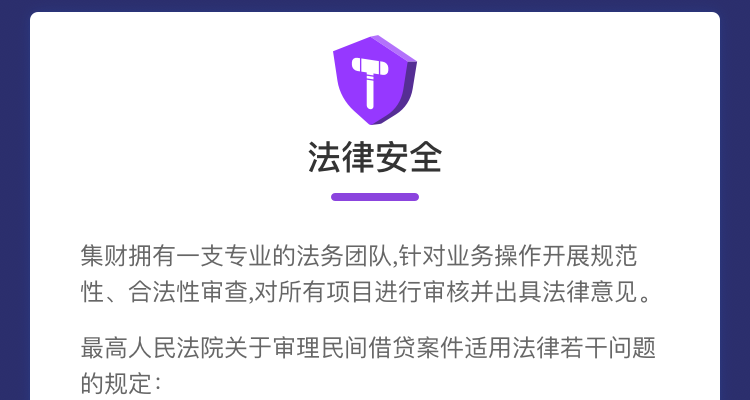 法律安全
集财拥有一支专业的法务团队,针对业务操作开展规范
性、合法性审查,对所有项目进行审核并出具法律意见。
最高人民法院关于审理民间借贷案件适用法律若干问题
的规定：